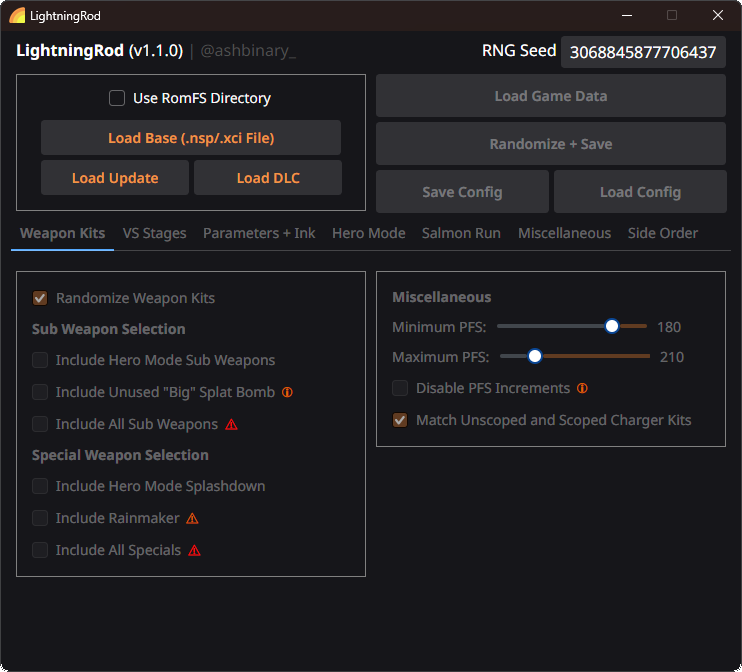 LightningRod
LightningRod (v1.1.0) | @ashbinary_
RNG Seed 3068845877706437
Use RomFS Directory
Load Base (.nsp/.xci File)
Load Update
Load DLC
Load Game Data
Randomize + Save
Save Config
Load Config
Weapon Kits VS Stages Parameters + Ink Hero Mode Salmon Run Miscellaneous Side Order
Randomize Weapon Kits
Sub Weapon Selection
Include Hero Mode Sub Weapons
Include Unused "Big" Splat Bomb
Include All Sub Weapons
Special Weapon Selection
Include Hero Mode Splashdown
Include Rainmaker
Include All Specials
Miscellaneous
Minimum PFS: 180
Maximum PFS: 210
Disable PFS Increments
Match Unscoped and Scoped Charger Kits